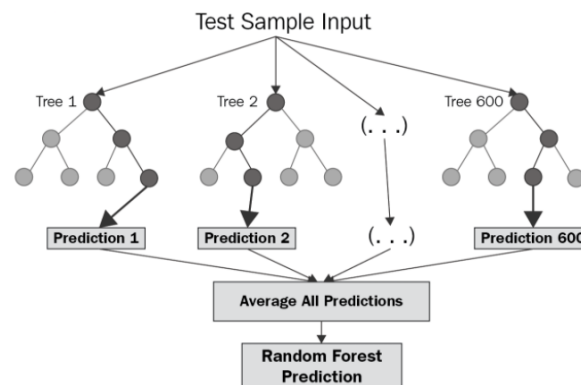 Test Sample Input
Tree 1
Tree 2
Tree 600
(. . .)
Prediction 1
Prediction 2
(. . .)
Prediction 600
Average All Predictions
Random Forest
Prediction